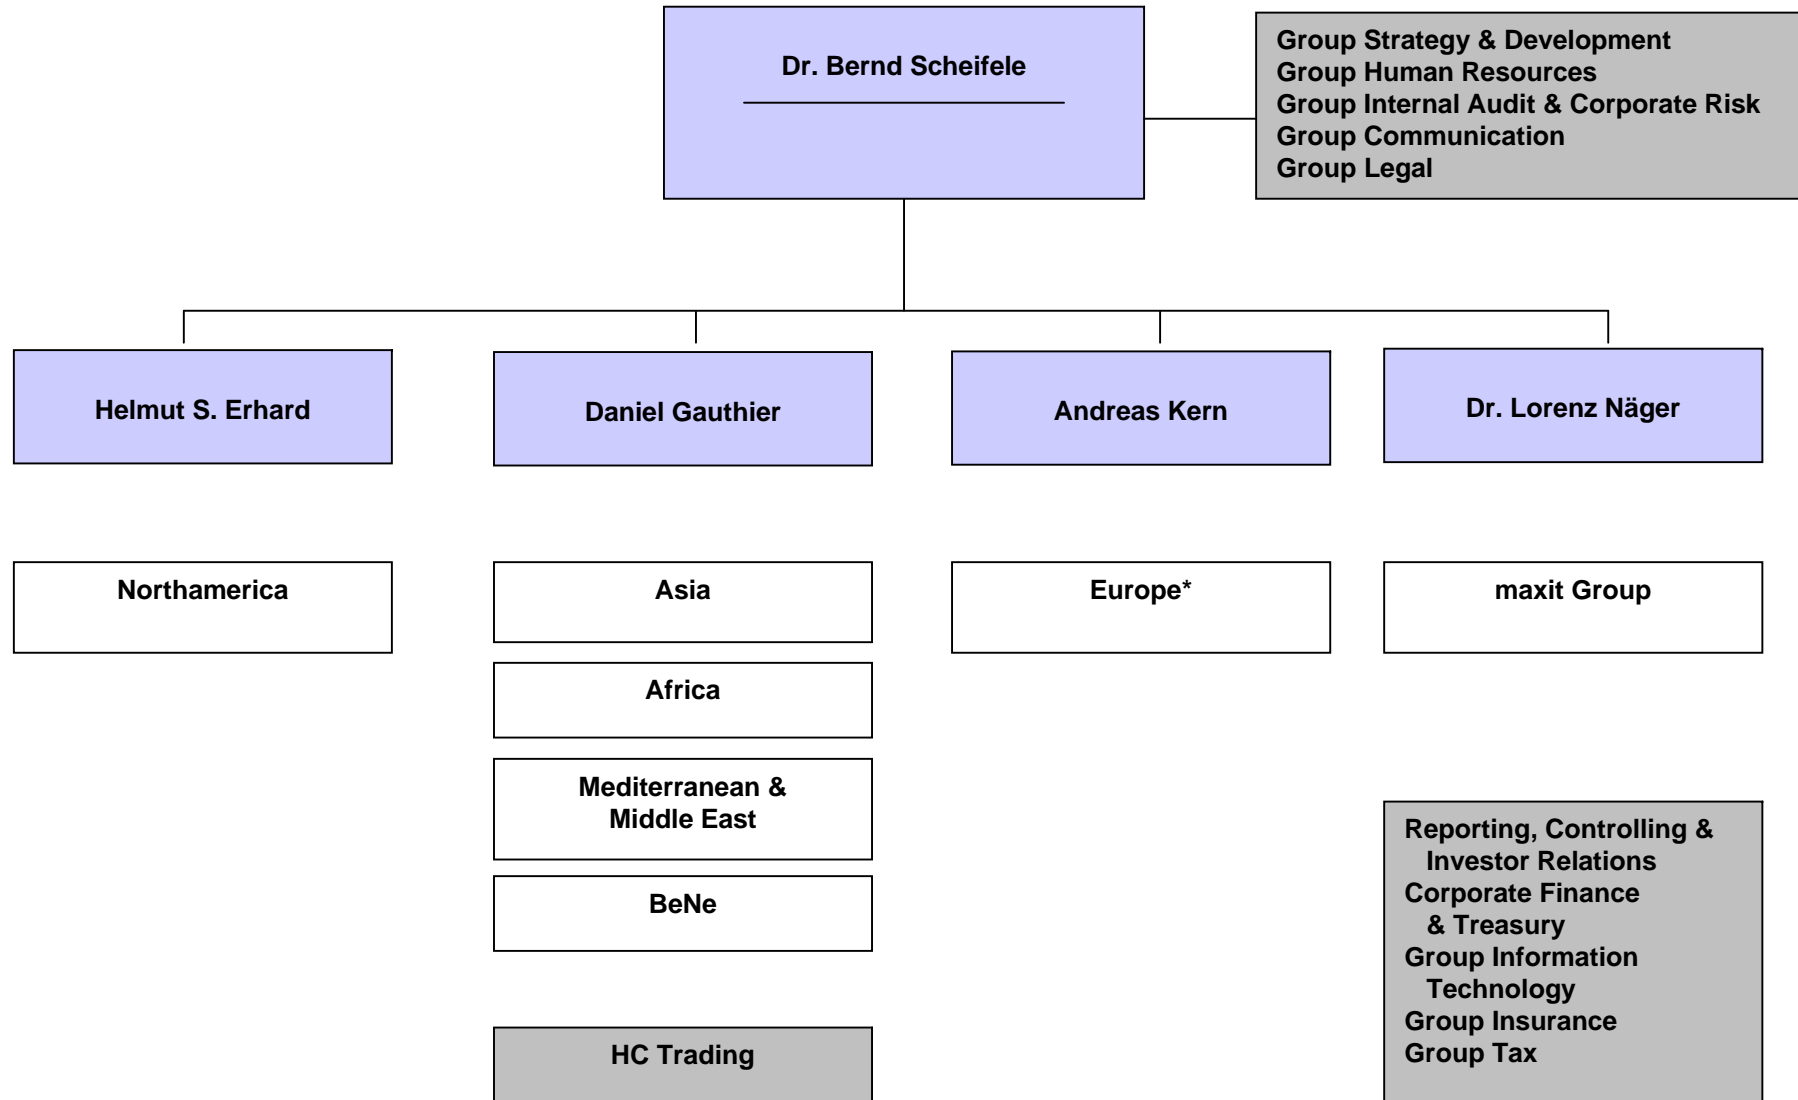 Dr. Bernd Scheifele
Group Strategy & Development
Group Human Resources
Group Internal Audit & Corporate Risk
Group Communication
Group Legal
Helmut S. Erhard
Daniel Gauthier
Andreas Kern
Dr. Lorenz Näger
Northamerica
Asia
Europe*
maxit Group
Africa
Mediterranean &
Middle East
BeNe
HC Trading
Reporting, Controlling &
Investor Relations
Corporate Finance
& Treasury
Group Information
Technology
Group Insurance
Group Tax